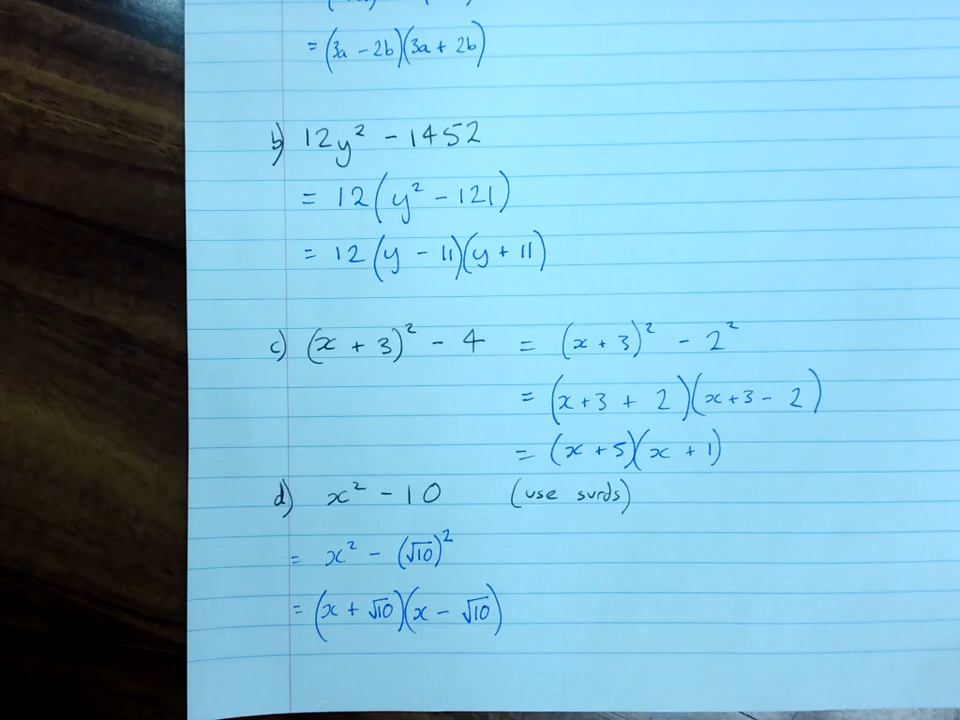 = (3a - 2b)(3a + 2b)
b) 12y² - 1452
= 12(y² - 121)
= 12(y - 11)(y + 11)
c) (x + 3)² - 4 = (x + 3)² - 2²
= (x + 3 + 2)(x + 3 - 2)
= (x + 5)(x + 1)
d) x² - 10 (use surds)
= x² - (√10)²
= (x + √10)(x - √10)